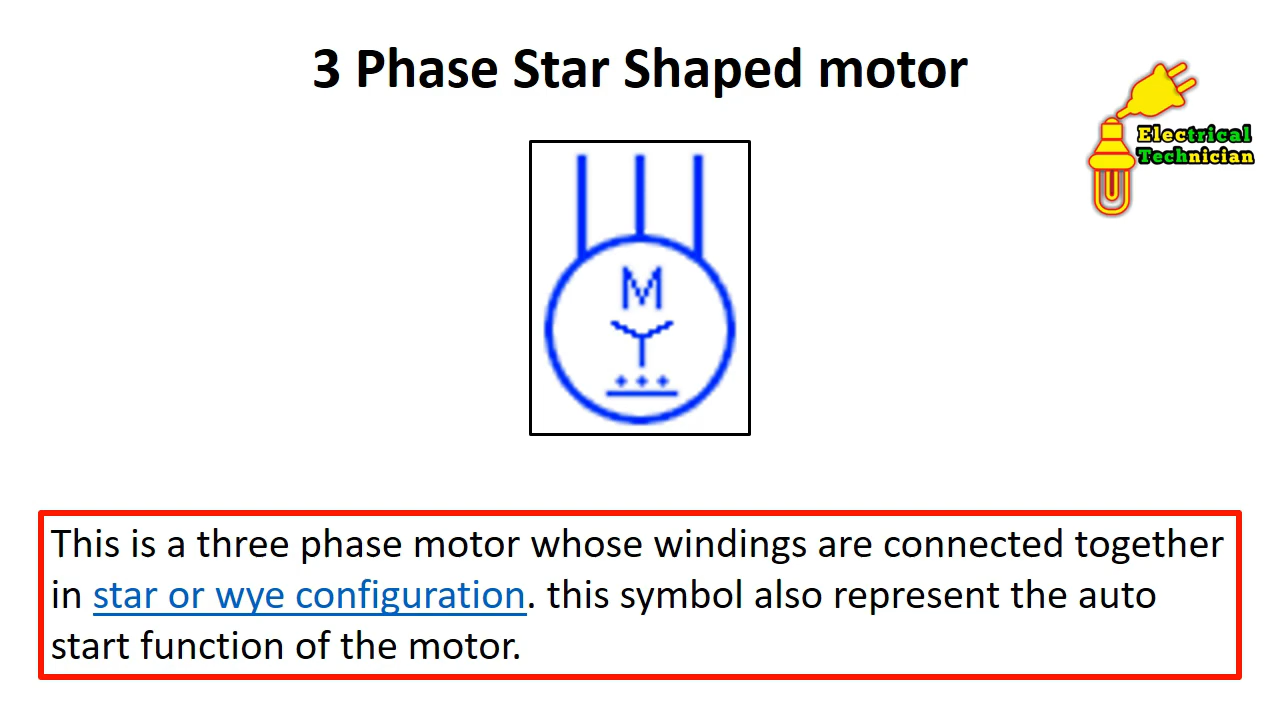 3 Phase Star Shaped motor
Electrical
Technician
M
This is a three phase motor whose windings are connected together
in star or wye configuration. this symbol also represent the auto
start function of the motor.